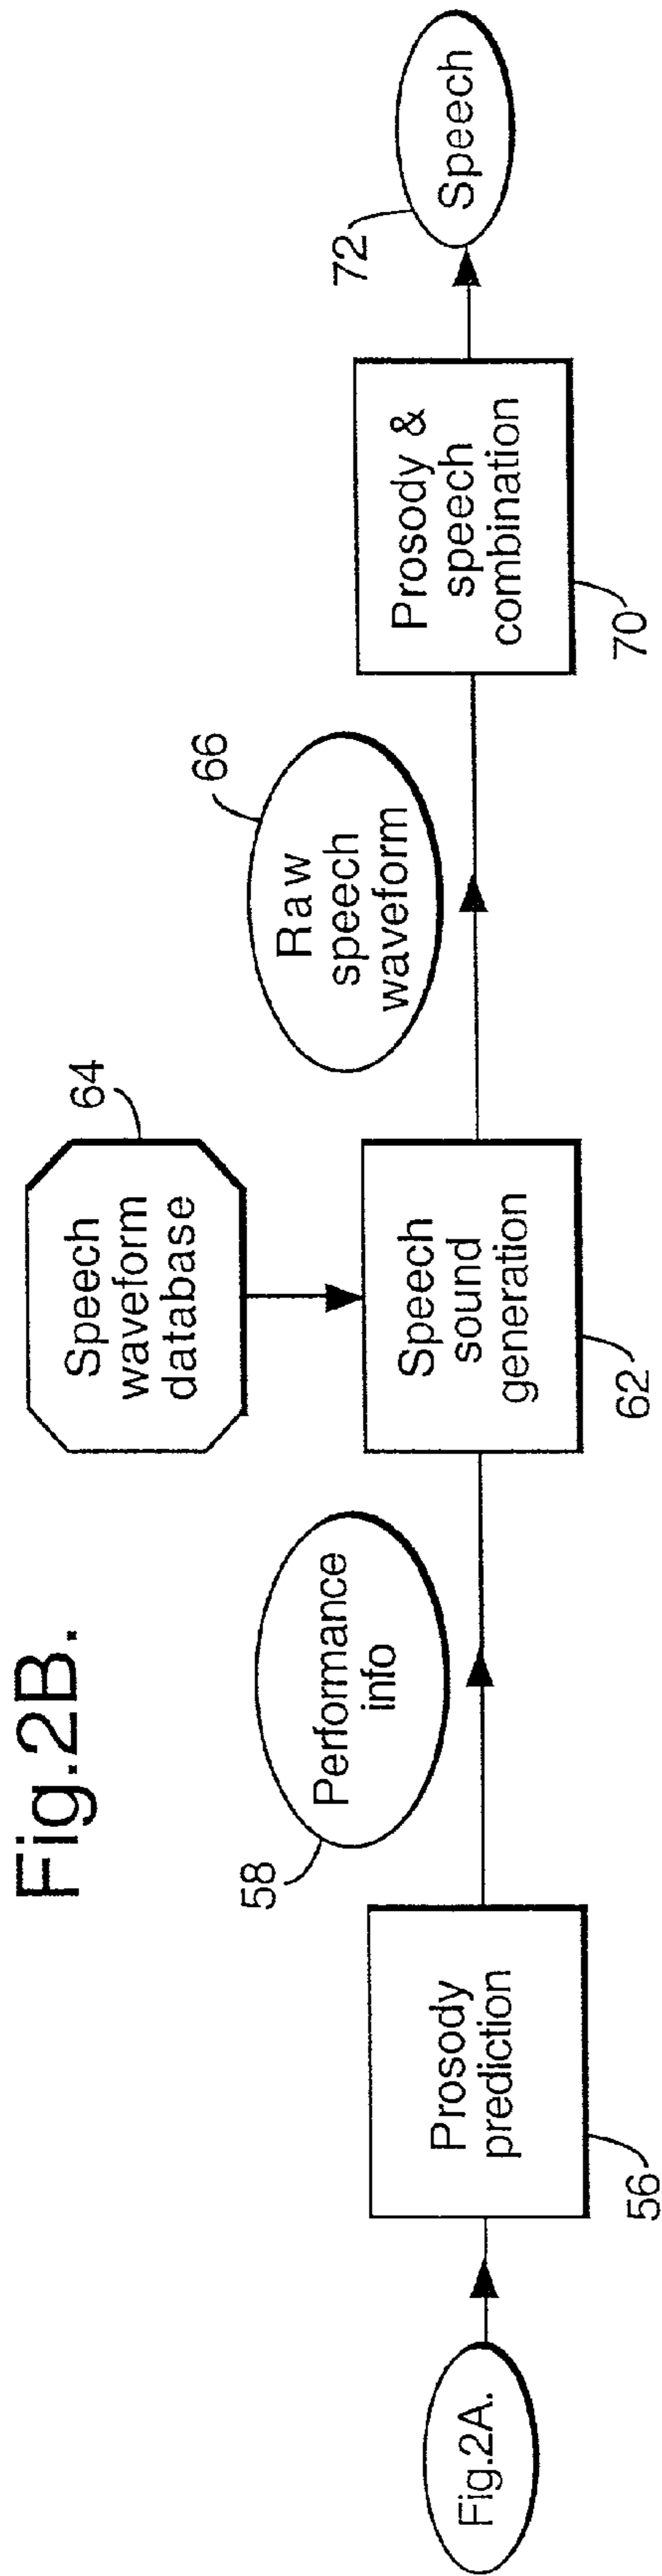 Fig.2B.
Fig.2A.
Prosody
prediction
56
Performance
info
58
Speech
waveform
database
64
Speech
sound
generation
62
Raw
speech
waveform
66
Prosody &
speech
combination
70
Speech
72